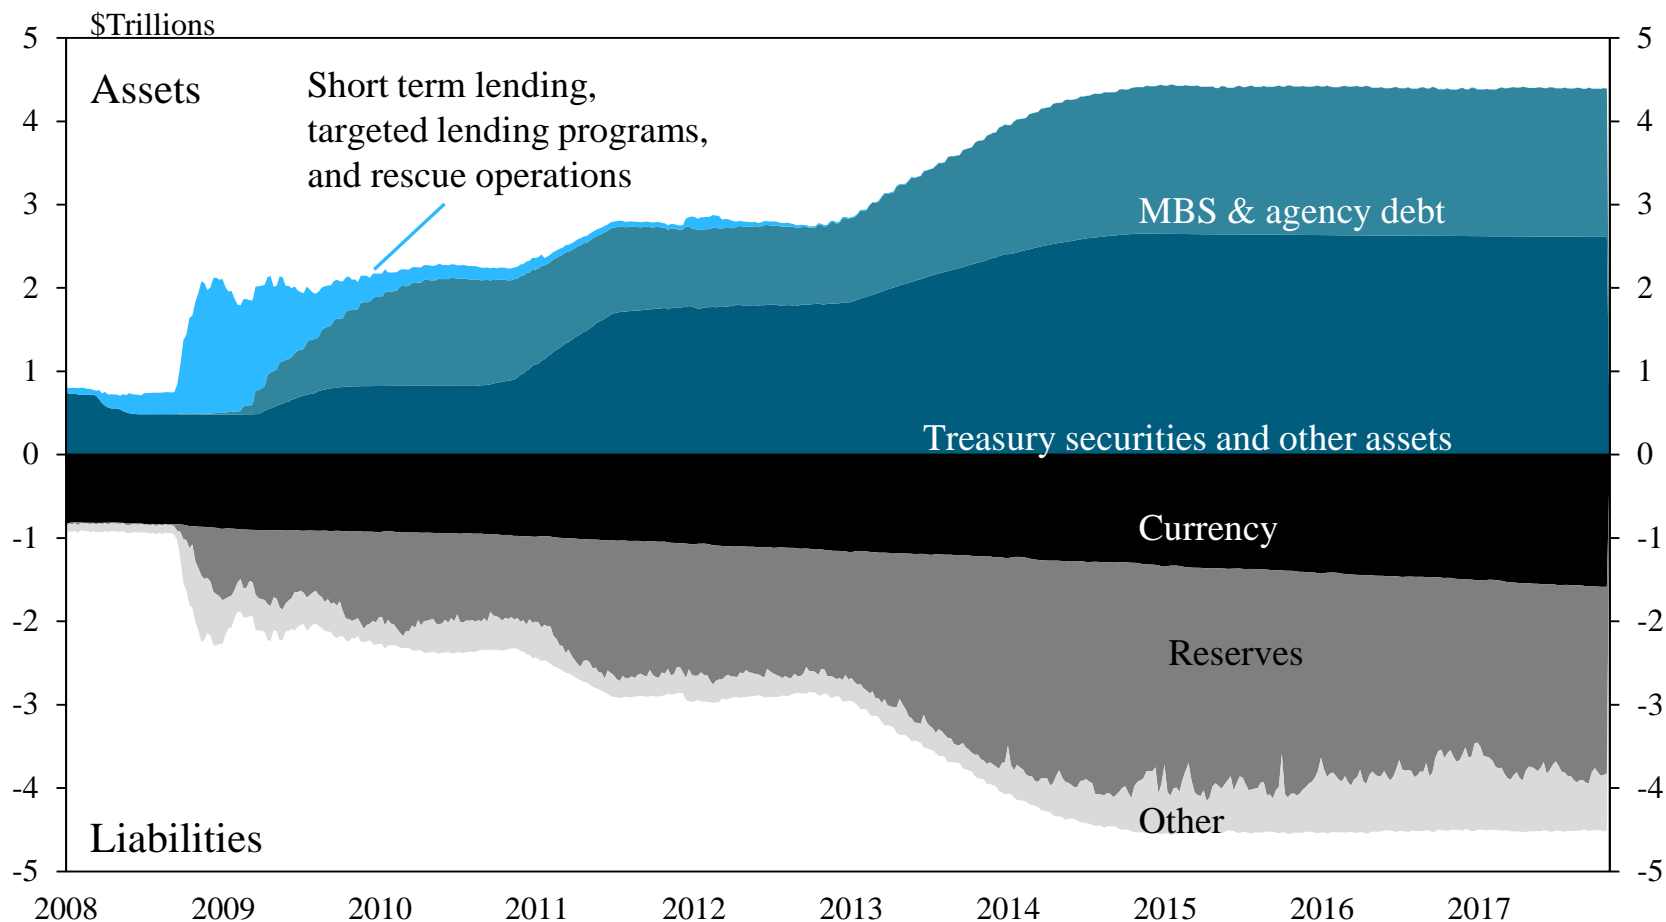 $Trillions
5 5
Assets
Short term lending,
targeted lending programs,
and rescue operations
4 4
3 3
MBS & agency debt
2 2
1 1
Treasury securities and other assets
0 0
Currency
-1 -1
-2 -2
Reserves
-3 -3
-4 -4
Other
Liabilities
-5 -5
2008 2009 2010 2011 2012 2013 2014 2015 2016 2017